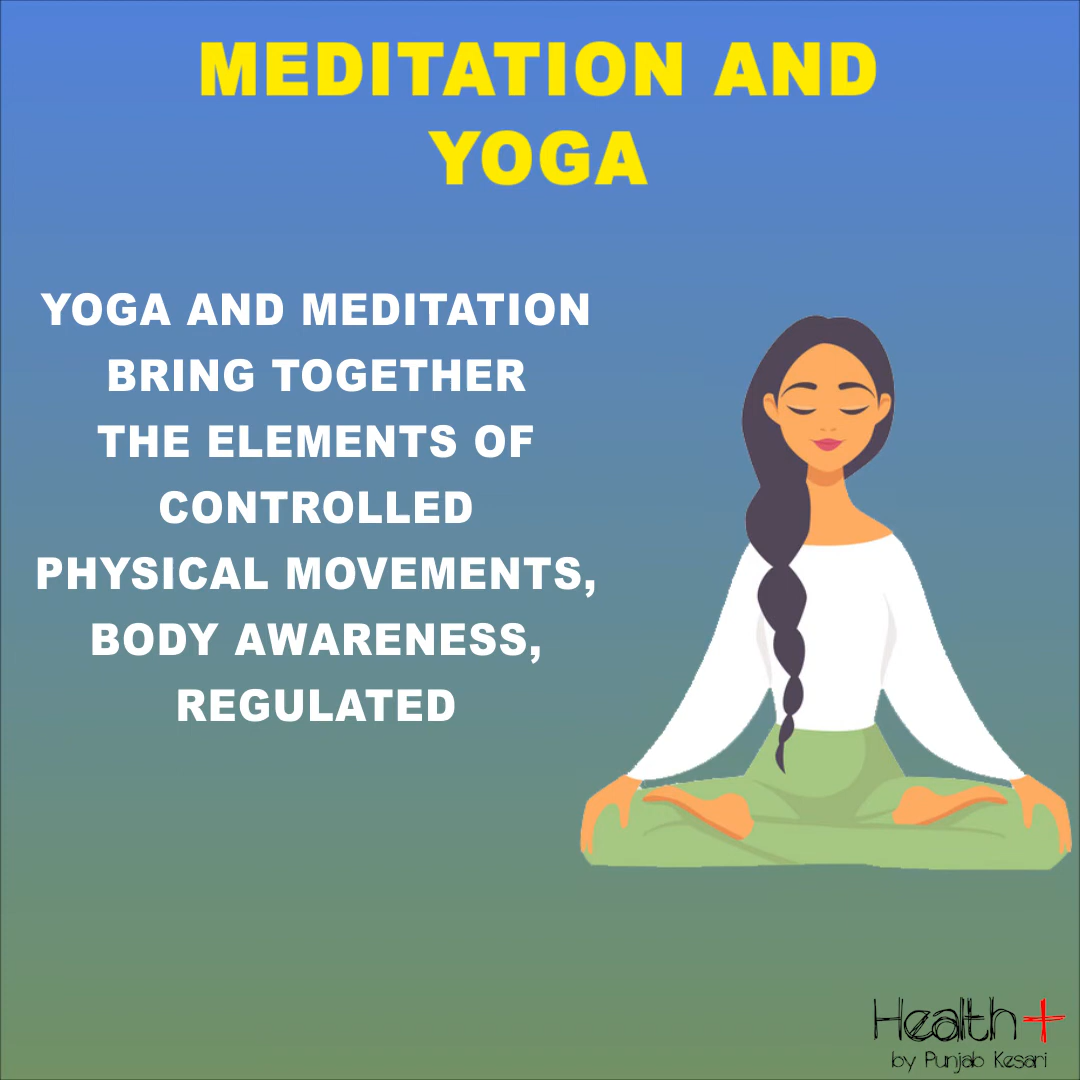 MEDITATION AND
YOGA
YOGA AND MEDITATION
BRING TOGETHER
THE ELEMENTS OF
CONTROLLED
PHYSICAL MOVEMENTS,
BODY AWARENESS,
REGULATED
Health+
by Punjab Kesari